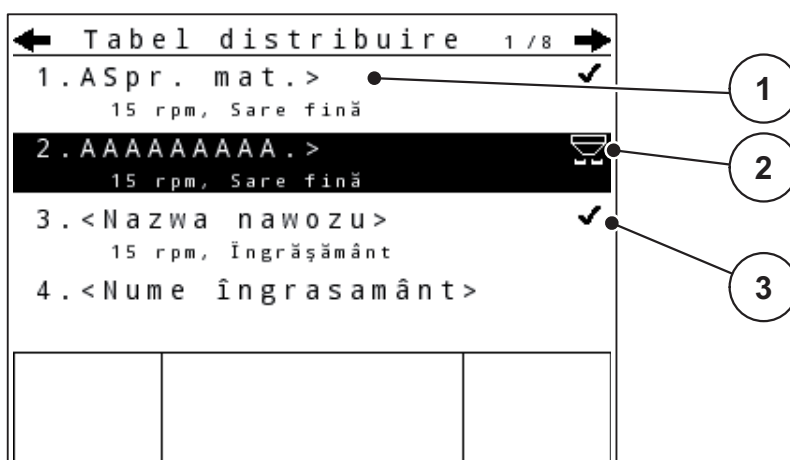 Tabel distribuire 1/8
1.ASpr. mat.>
15 rpm, Sare fină
2.AAAAAAAAA.>
15 rpm, Sare fină
3.<Nazwa nawozu>
15 rpm, Îngrăşământ
4.<Nume îngrasamânt>
1
2
3